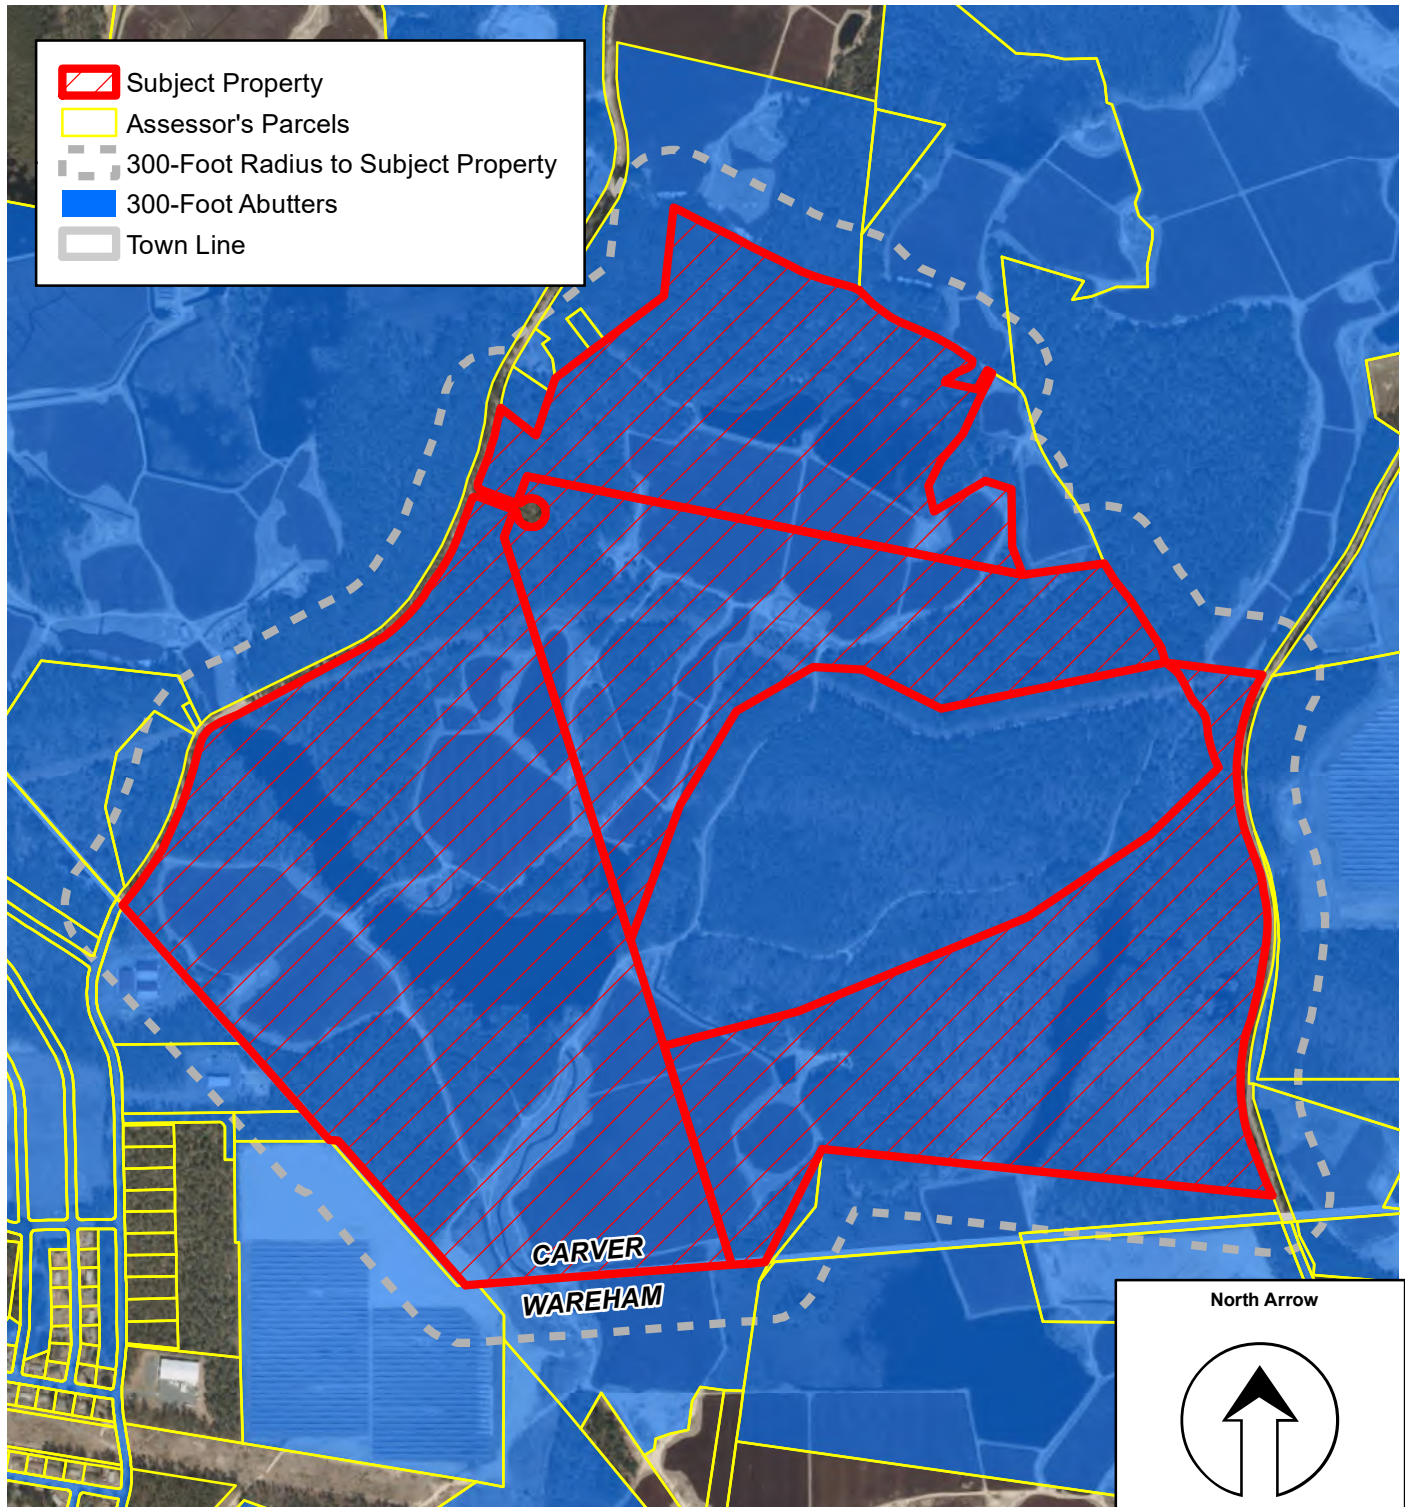 Subject Property
Assessor's Parcels
300-Foot Radius to Subject Property
300-Foot Abutters
Town Line
CARVER
WAREHAM
North Arrow